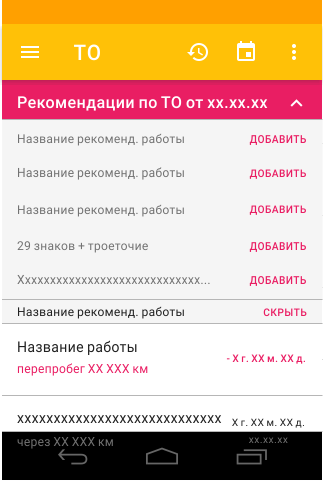 ТО
Рекомендации по ТО от xx.xx.xx
Название рекоменд. работы ДОБАВИТЬ
Название рекоменд. работы ДОБАВИТЬ
Название рекоменд. работы ДОБАВИТЬ
29 знаков + троеточие ДОБАВИТЬ
Xxxxxxxxxxxxxxxxxxxxxxxxxxxxx... ДОБАВИТЬ
Название рекоменд. работы СКРЫТЬ
Название работы
перепробег XX XXX км - X г. XX м. XX д.
XXXXXXXXXXXXXXXXXXXXXXXXXXXX X г. XX м. XX д.
через XX XXX км xx.xx.xx